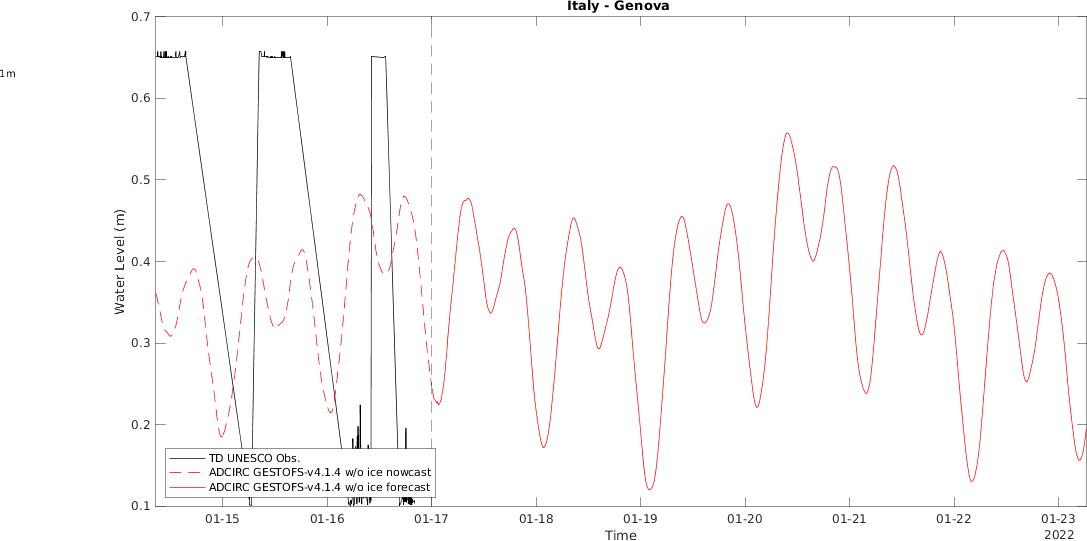 Italy - Genova
1m
0.7
0.6
0.5
0.4
0.3
0.2
0.1
Water Level (m)
TD UNESCO Obs.
ADCIRC GESTOFS-v4.1.4 w/o ice nowcast
ADCIRC GESTOFS-v4.1.4 w/o ice forecast
01-15 01-16 01-17 01-18 01-19 01-20 01-21 01-22 01-23
Time
2022